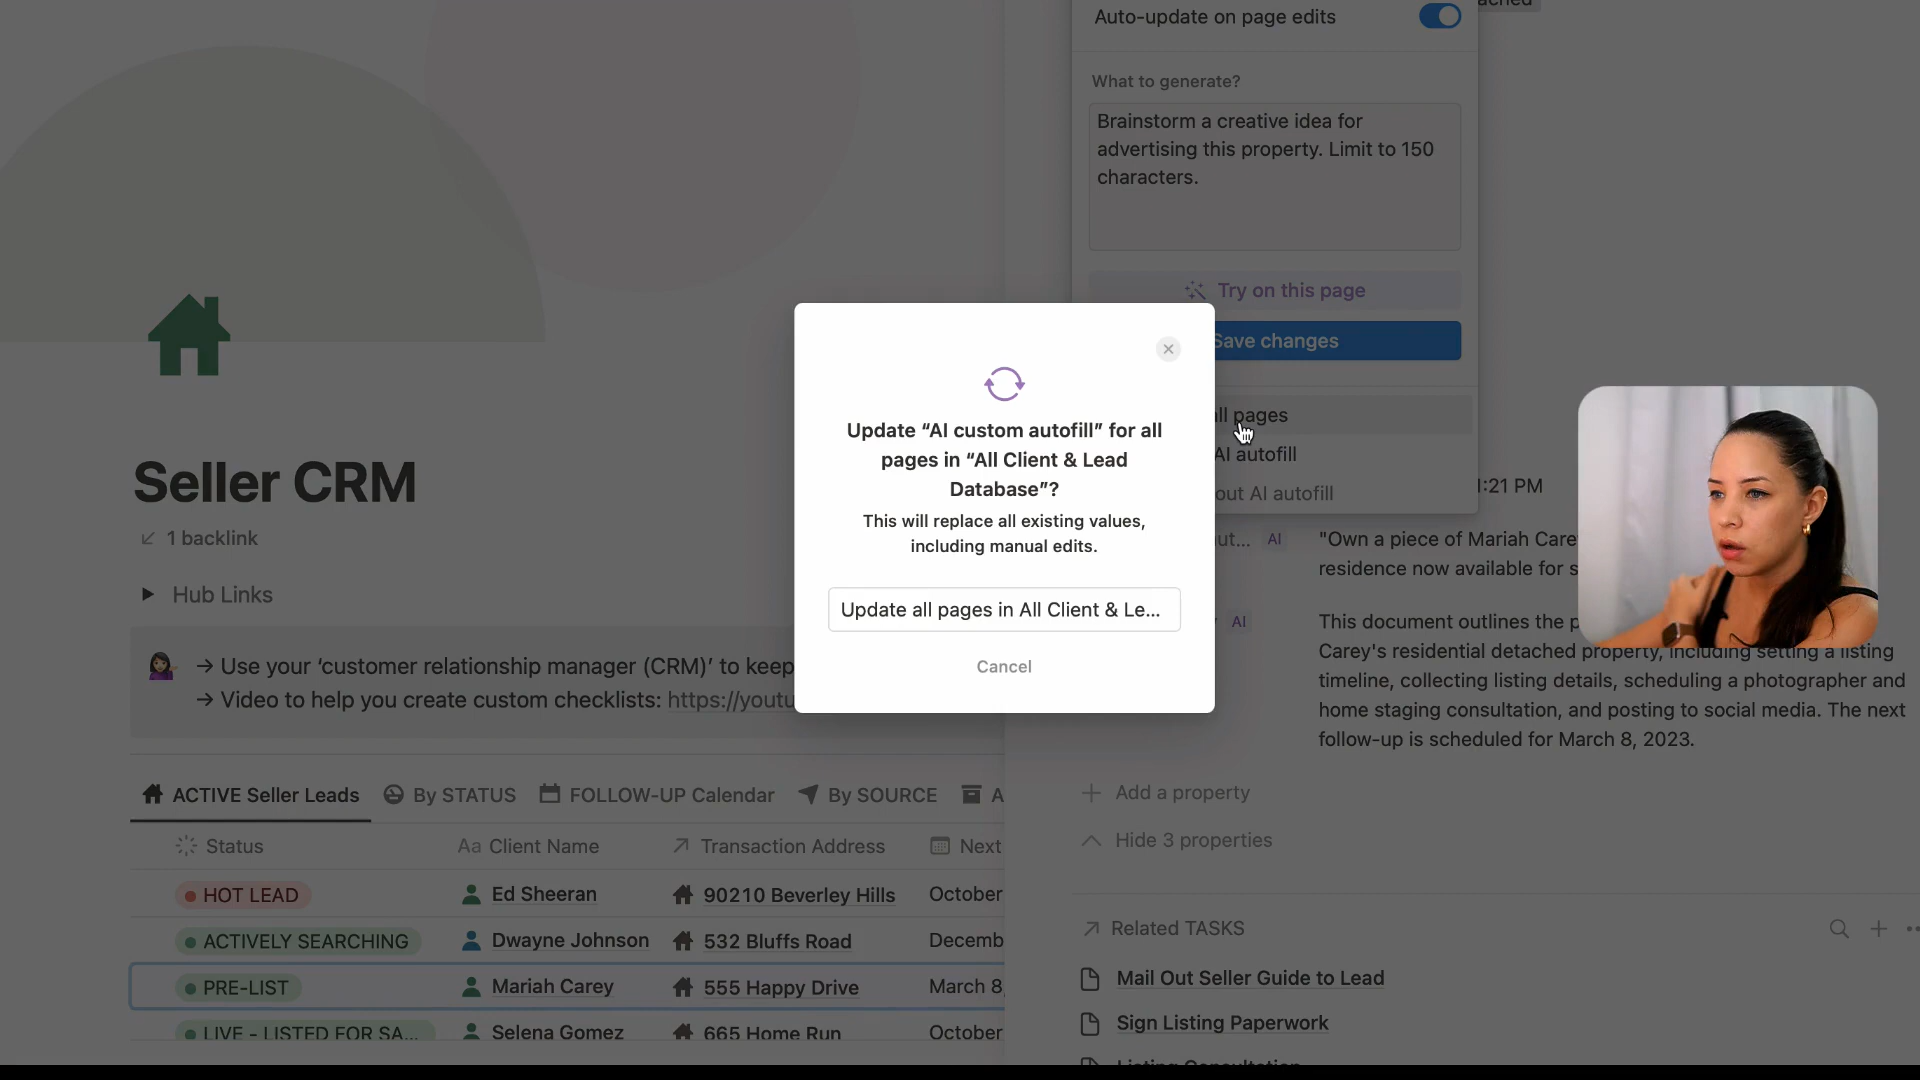 ached
Auto-update on page edits
What to generate?
Brainstorm a creative idea for
advertising this property. Limit to 150
characters.
Try on this page
Save changes
all pages
AI autofill
out AI autofill
1:21 PM
Update “AI custom autofill” for all
pages in “All Client & Lead
Database”?
This will replace all existing values,
including manual edits.
Update all pages in All Client & Le...
Cancel
Seller CRM
1 backlink
Hub Links
→ Use your ‘customer relationship manager (CRM)’ to keep
→ Video to help you create custom checklists: https://youtu
ACTIVE Seller Leads By STATUS FOLLOW-UP Calendar By SOURCE A
Status Aa Client Name Transaction Address Next
HOT LEAD Ed Sheeran 90210 Beverley Hills October
ACTIVELY SEARCHING Dwayne Johnson 532 Bluffs Road Decemb
PRE-LIST Mariah Carey 555 Happy Drive March 8,
LIVE - LISTED FOR SA... Selena Gomez 665 Home Run October
ut... AI "Own a piece of Mariah Care
residence now available for s
AI This document outlines the p
Carey's residential detached property, including setting a listing
timeline, collecting listing details, scheduling a photographer and
home staging consultation, and posting to social media. The next
follow-up is scheduled for March 8, 2023.
Add a property
Hide 3 properties
Related TASKS
Mail Out Seller Guide to Lead
Sign Listing Paperwork
Listing Consultation